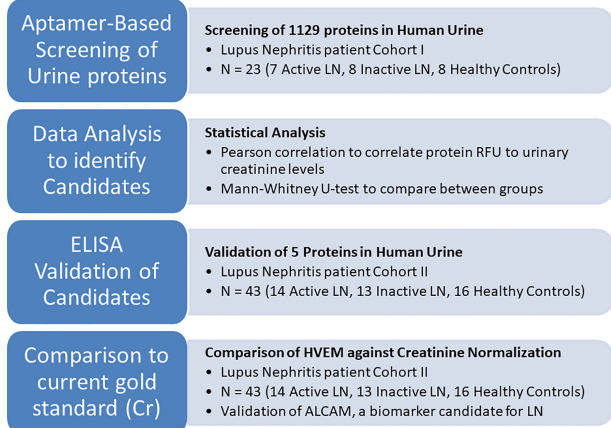 Aptamer-Based
Screening of
Urine proteins
Screening of 1129 proteins in Human Urine
• Lupus Nephritis patient Cohort I
• N = 23 (7 Active LN, 8 Inactive LN, 8 Healthy Controls)
Data Analysis
to identify
Candidates
Statistical Analysis
• Pearson correlation to correlate protein RFU to urinary
creatinine levels
• Mann-Whitney U-test to compare between groups
ELISA
Validation of
Candidates
Validation of 5 Proteins in Human Urine
• Lupus Nephritis patient Cohort II
• N = 43 (14 Active LN, 13 Inactive LN, 16 Healthy Controls)
Comparison to
current gold
standard (Cr)
Comparison of HVEM against Creatinine Normalization
• Lupus Nephritis patient Cohort II
• N = 43 (14 Active LN, 13 Inactive LN, 16 Healthy Controls)
• Validation of ALCAM, a biomarker candidate for LN